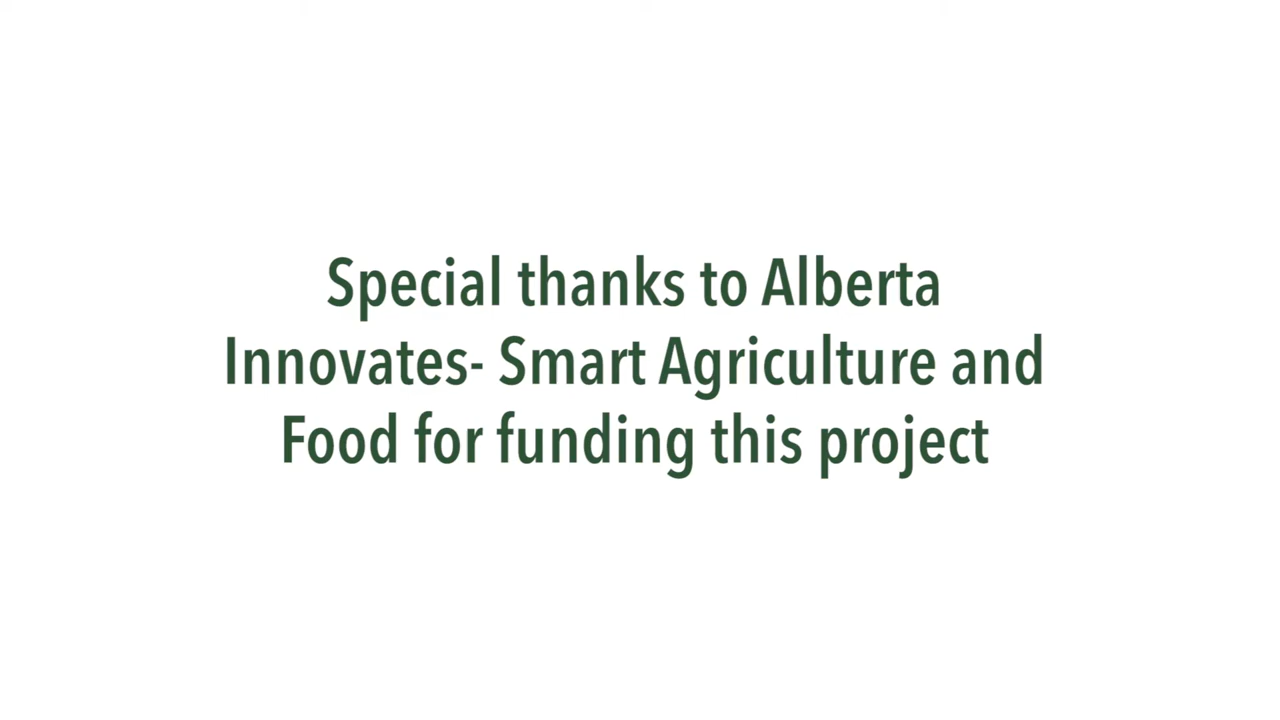 Special thanks to Alberta
Innovates- Smart Agriculture and
Food for funding this project